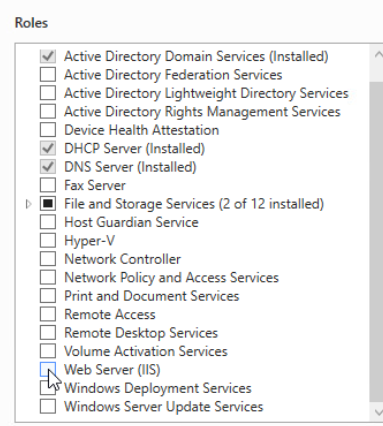 Roles
Active Directory Domain Services (Installed)
Active Directory Federation Services
Active Directory Lightweight Directory Services
Active Directory Rights Management Services
Device Health Attestation
DHCP Server (Installed)
DNS Server (Installed)
Fax Server
File and Storage Services (2 of 12 installed)
Host Guardian Service
Hyper-V
Network Controller
Network Policy and Access Services
Print and Document Services
Remote Access
Remote Desktop Services
Volume Activation Services
Web Server (IIS)
Windows Deployment Services
Windows Server Update Services